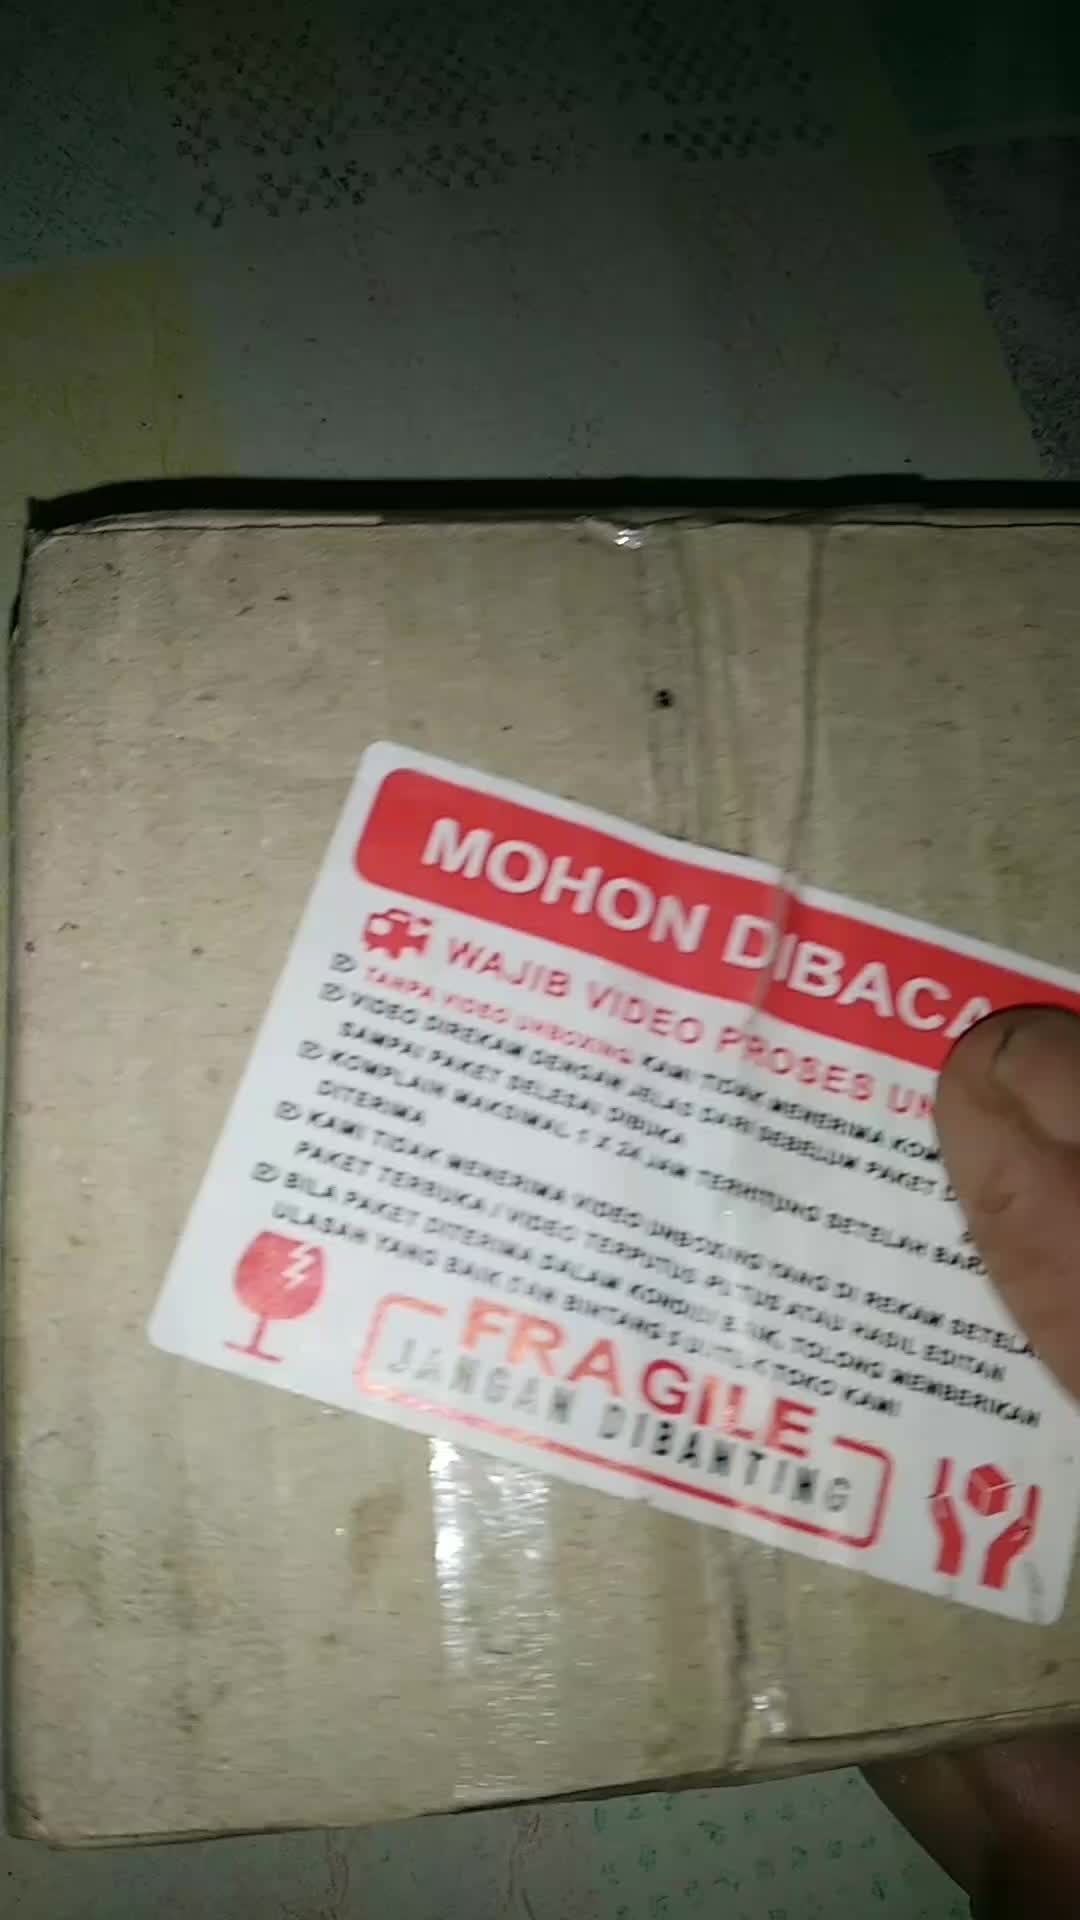 MOHON DIBACA
WAJIB VIDEO PROSES UN
TANPA VIDEO UNBOXING KAMI TIDAK MENERIMA KOM
VIDEO DIREKAM DENGAN JELAS DARI SEBELUM PAKET D
SAMPAI PAKET SELESAI DIBUKA
KOMPLAIN MAKSIMAL 1 X 24 JAM TERHITUNG SETELAH BAR
DITERIMA
KAMI TIDAK MENERIMA VIDEO UNBOXING YANG DI REKAM SETELA
PAKET TERBUKA / VIDEO TERPUTUS-PUTUS ATAU HASIL EDITAN
BILA PAKET DITERIMA DALAM KONDISI BAIK, TOLONG MEMBERIKAN
ULASAN YANG BAIK DAN BINTANG 5 UNTUK TOKO KAMI
FRAGILE
JANGAN DIBANTING